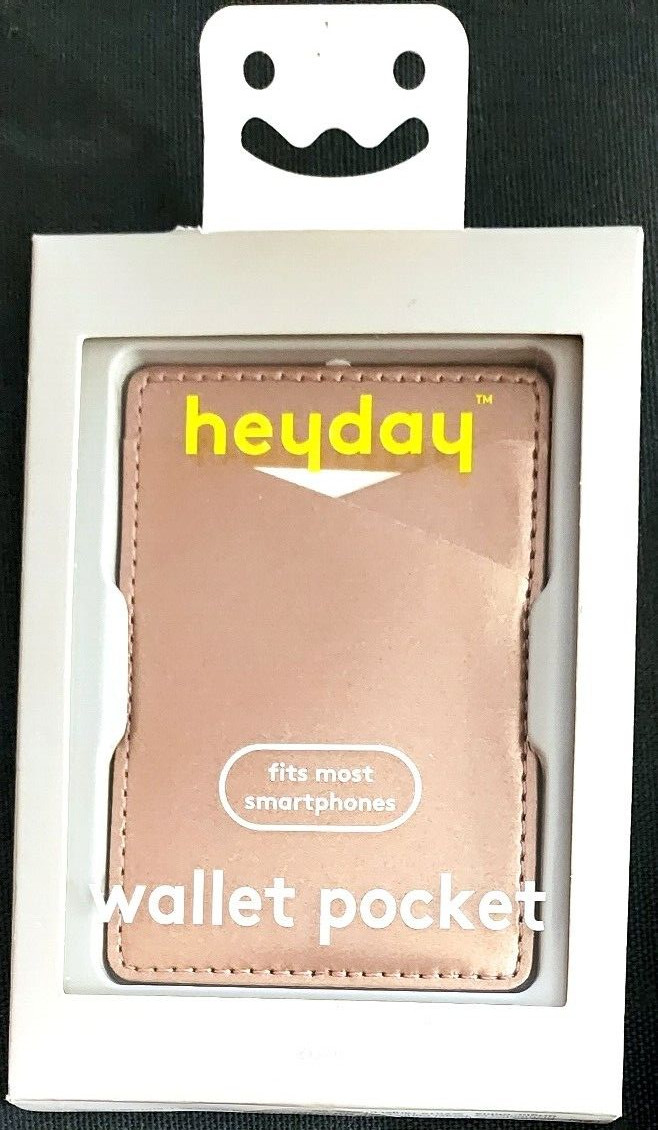 heyday™
fits most
smartphones
wallet pocket